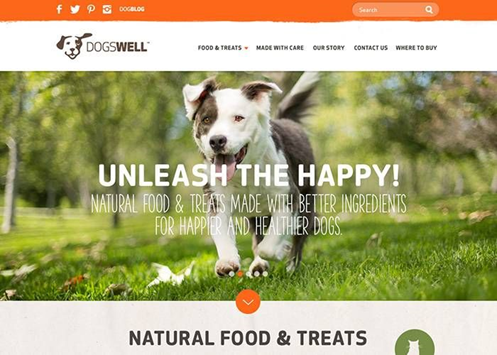 DOGBLOG
Search
DOGSWELL
FOOD & TREATS MADE WITH CARE OUR STORY CONTACT US WHERE TO BUY
UNLEASH THE HAPPY!
NATURAL FOOD & TREATS MADE WITH BETTER INGREDIENTS
FOR HAPPIER AND HEALTHIER DOGS.
NATURAL FOOD & TREATS